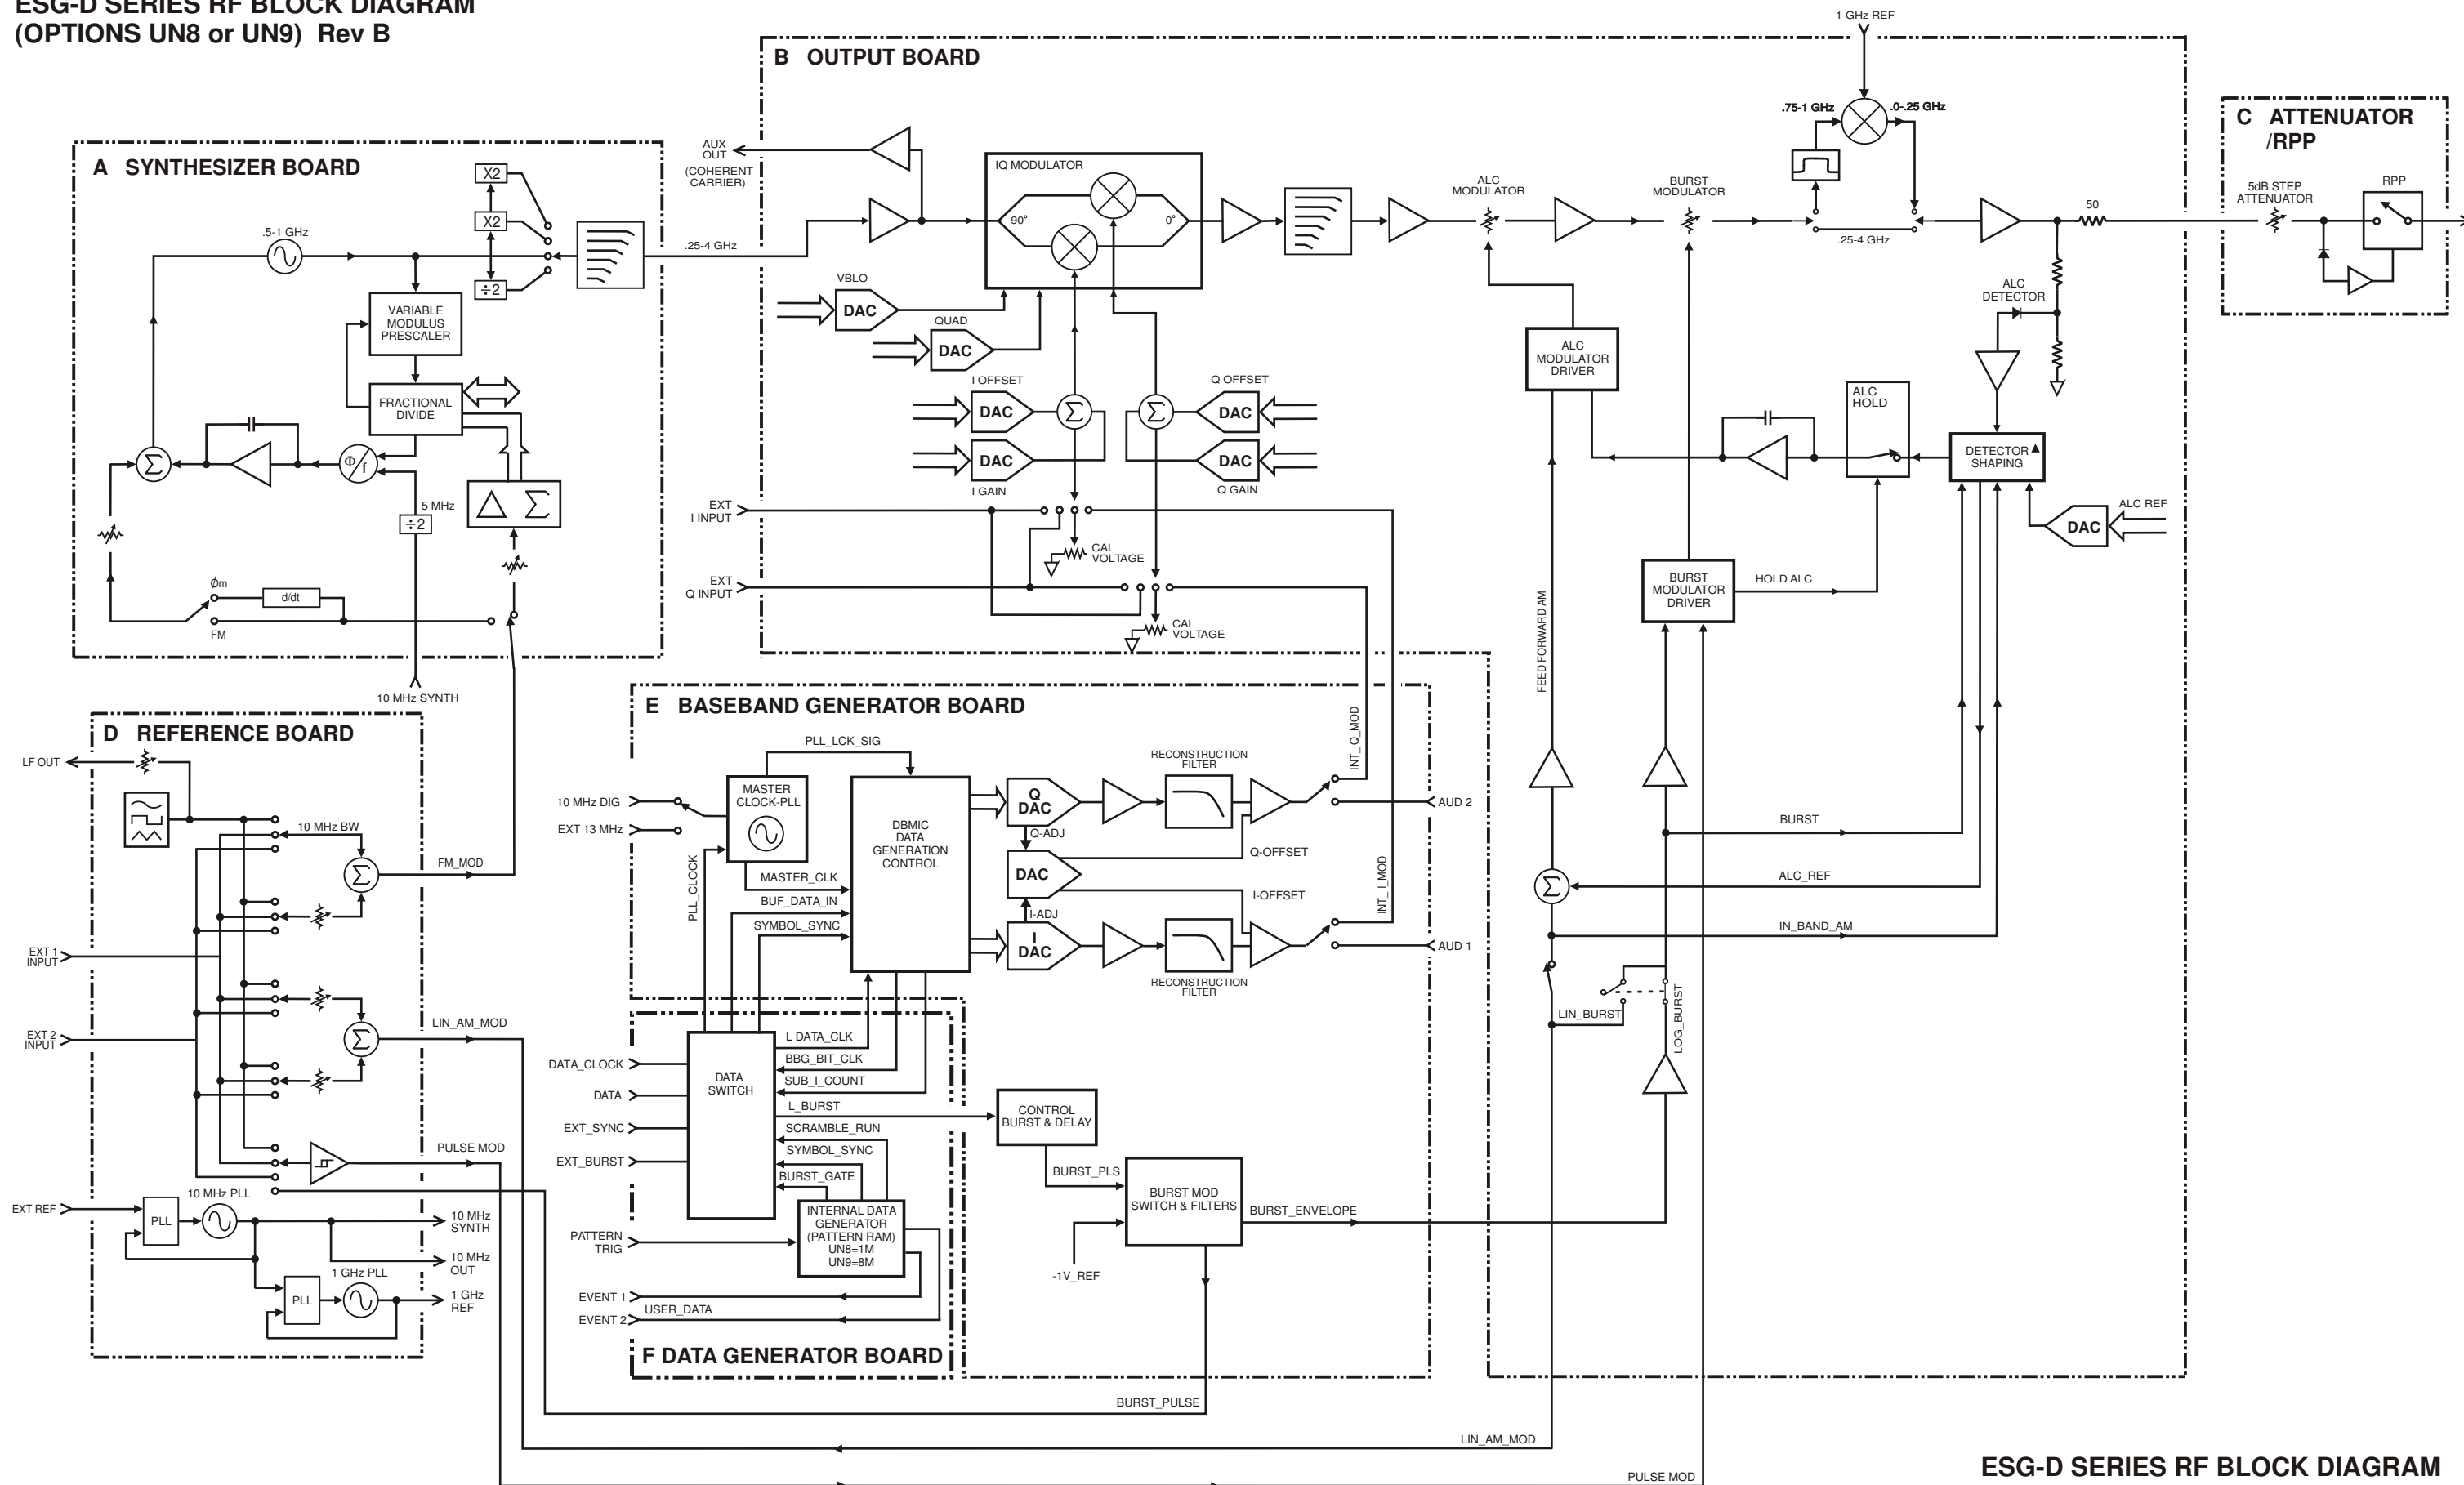 ESG-D SERIES RF BLOCK DIAGRAM
(OPTIONS UN8 or UN9) Rev B
1 GHz REF
B OUTPUT BOARD
.75-1 GHz
.0-.25 GHz
C ATTENUATOR
/RPP
A SYNTHESIZER BOARD
AUX
OUT
(COHERENT
CARRIER)
X2
X2
÷2
.5-1 GHz
.25-4 GHz
IQ MODULATOR
90°
0°
ALC
MODULATOR
BURST
MODULATOR
.25-4 GHz
50
5dB STEP
ATTENUATOR
RPP
VARIABLE
MODULUS
PRESCALER
FRACTIONAL
DIVIDE
VBLO
DAC
QUAD
DAC
ALC
DETECTOR
ALC
MODULATOR
DRIVER
I OFFSET
DAC
Σ
Σ
Q OFFSET
DAC
DAC
I GAIN
DAC
Q GAIN
ALC
HOLD
DETECTOR
SHAPING
Σ
Φ/f
5 MHz
÷2
△ Σ
EXT
I INPUT
CAL
VOLTAGE
ALC REF
DAC
EXT
Q INPUT
CAL
VOLTAGE
BURST
MODULATOR
DRIVER
HOLD ALC
Øm
d/dt
FM
10 MHz SYNTH
FEED FORWARD AM
D REFERENCE BOARD
LF OUT
10 MHz BW
Σ
FM_MOD
EXT 1
INPUT
EXT 2
INPUT
Σ
LIN_AM_MOD
PULSE MOD
EXT REF
PLL
10 MHz PLL
10 MHz
SYNTH
10 MHz
OUT
PLL
1 GHz PLL
1 GHz
REF
E BASEBAND GENERATOR BOARD
PLL_LCK_SIG
10 MHz DIG
EXT 13 MHz
MASTER
CLOCK-PLL
PLL_CLOCK
MASTER_CLK
BUF_DATA_IN
SYMBOL_SYNC
DBMIC
DATA
GENERATION
CONTROL
Q
DAC
Q-ADJ
DAC
I-ADJ
I
DAC
RECONSTRUCTION
FILTER
Q-OFFSET
I-OFFSET
RECONSTRUCTION
FILTER
INT_ Q_MOD
INT_ I_MOD
AUD 2
AUD 1
BURST
Σ
ALC_REF
IN_BAND_AM
LIN_BURST
LOG_BURST
DATA_CLOCK
DATA
EXT_SYNC
EXT_BURST
DATA
SWITCH
L DATA_CLK
BBG_BIT_CLK
SUB_I_COUNT
L_BURST
SCRAMBLE_RUN
SYMBOL_SYNC
BURST_GATE
CONTROL
BURST & DELAY
BURST_PLS
BURST MOD
SWITCH & FILTERS
BURST_ENVELOPE
-1V_REF
PATTERN
TRIG
INTERNAL DATA
GENERATOR
(PATTERN RAM)
UN8=1M
UN9=8M
EVENT 1
USER_DATA
EVENT 2
F DATA GENERATOR BOARD
BURST_PULSE
LIN_AM_MOD
PULSE MOD
ESG-D SERIES RF BLOCK DIAGRAM